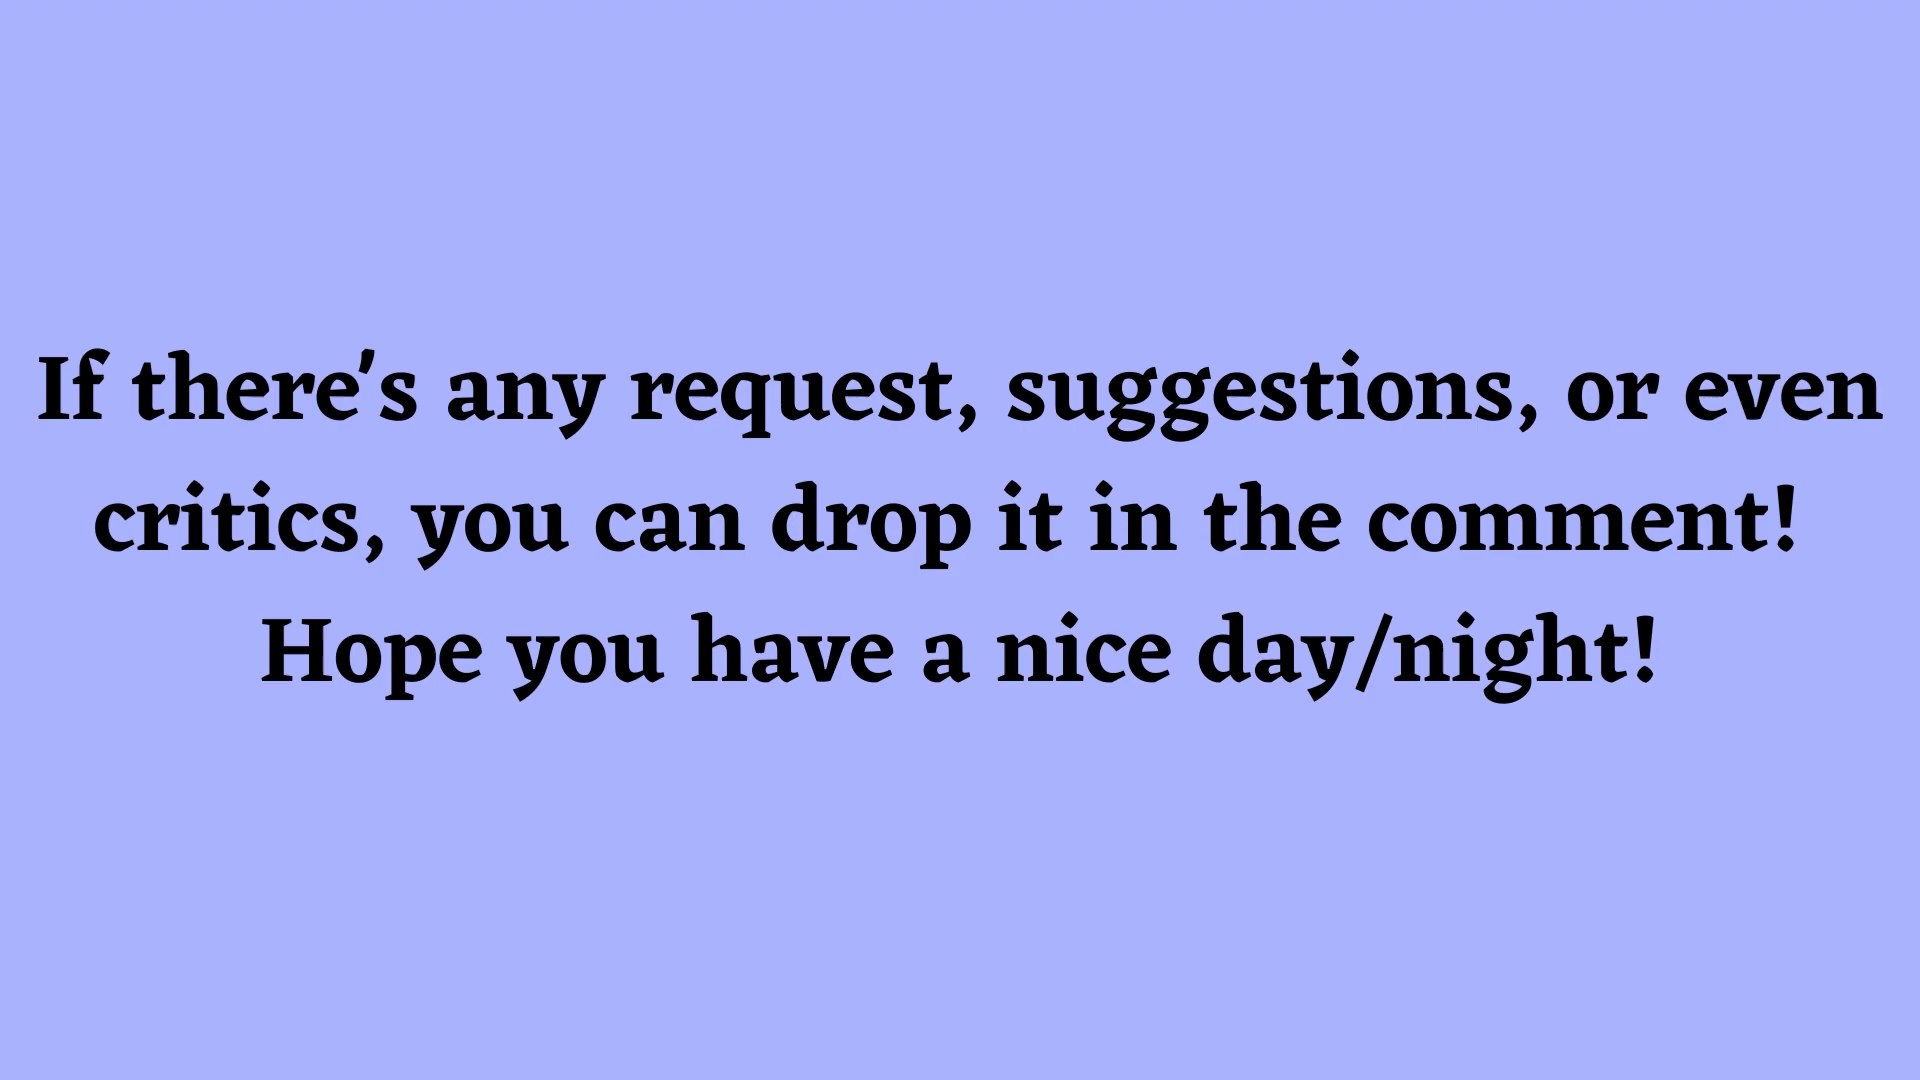 If there's any request, suggestions, or even
critics, you can drop it in the comment!
Hope you have a nice day/night!